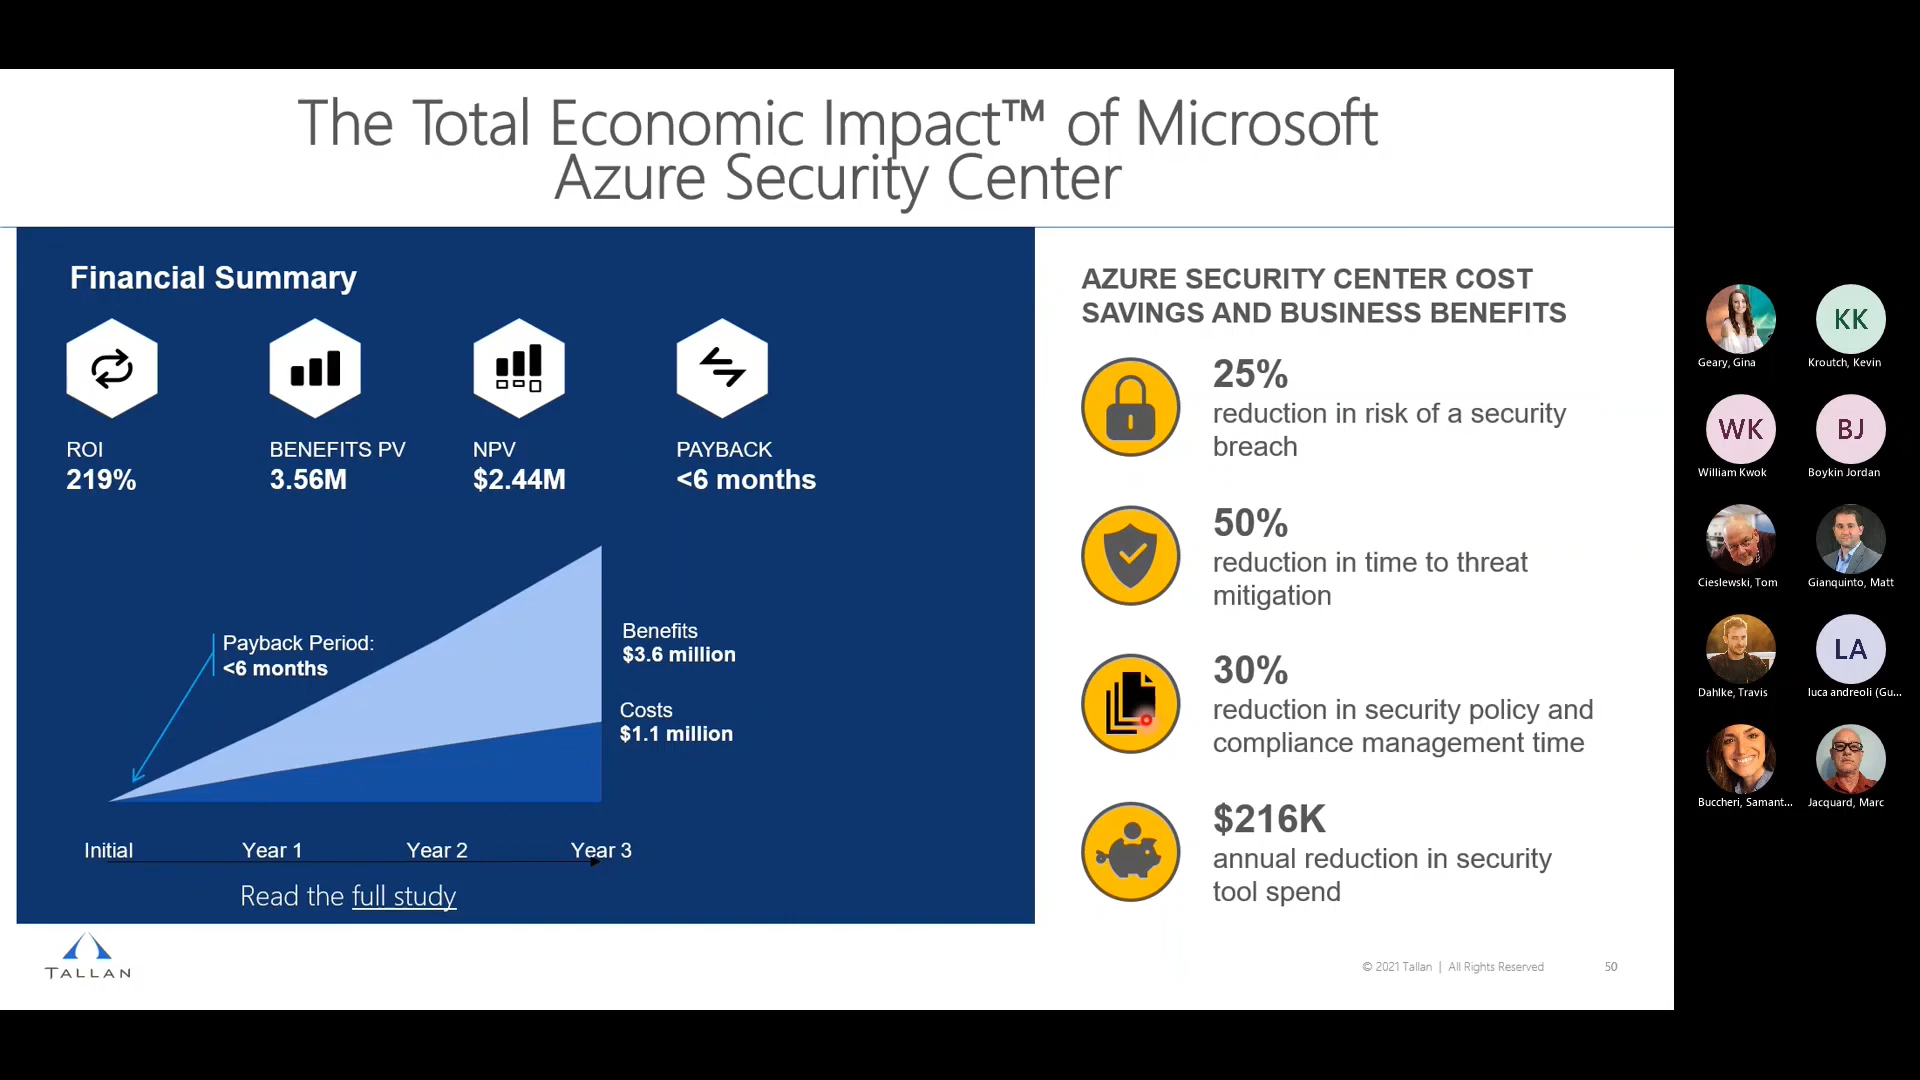 The Total Economic Impact™ of Microsoft
Azure Security Center
Financial Summary
ROI
219%
BENEFITS PV
3.56M
NPV
$2.44M
PAYBACK
<6 months
Payback Period:
<6 months
Benefits
$3.6 million
Costs
$1.1 million
Initial
Year 1
Year 2
Year 3
Read the full study
AZURE SECURITY CENTER COST
SAVINGS AND BUSINESS BENEFITS
25%
reduction in risk of a security
breach
50%
reduction in time to threat
mitigation
30%
reduction in security policy and
compliance management time
$216K
annual reduction in security
tool spend
TALLAN
© 2021 Tallan | All Rights Reserved
50
Geary, Gina
KK
Kroutch, Kevin
WK
William Kwok
BJ
Boykin Jordan
Cieslewski, Tom
Gianquinto, Matt
Dahlke, Travis
LA
luca andreoli (Gu...
Buccheri, Samant...
Jacquard, Marc